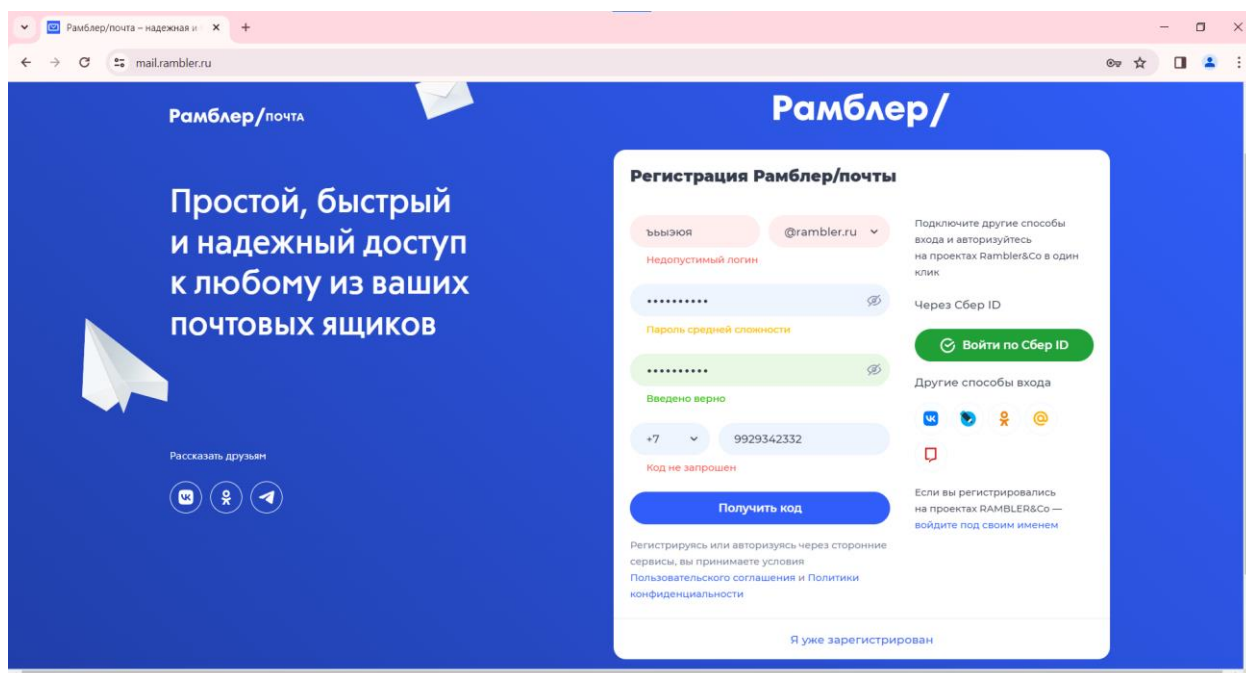 Рамблер/почта – надежная и
mail.rambler.ru
Рамблер/почта
Простой, быстрый
и надежный доступ
к любому из ваших
почтовых ящиков
Рассказать друзьям
Рамблер/
Регистрация Рамблер/почты
ъььызюя
@rambler.ru
Недопустимый логин
Пароль средней сложности
Введено верно
+7
9929342332
Код не запрошен
Получить код
Регистрируясь или авторизуясь через сторонние
сервисы, вы принимаете условия
Пользовательского соглашения и Политики
конфиденциальности
Подключите другие способы
входа и авторизуйтесь
на проектах Rambler&Co в один
клик
Через Сбер ID
Войти по Сбер ID
Другие способы входа
Если вы регистрировались
на проектах RAMBLER&Co —
войдите под своим именем
Я уже зарегистрирован